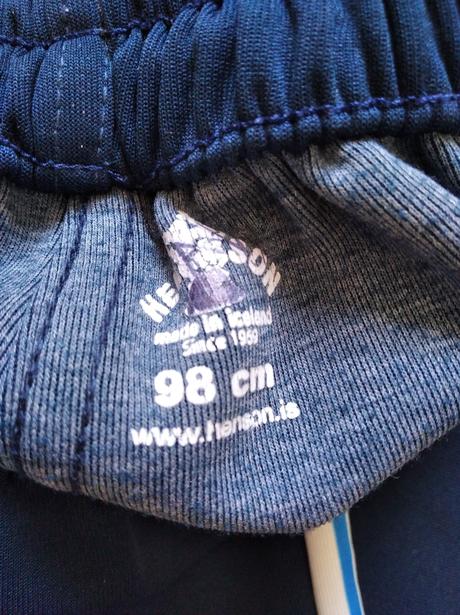 HENSON
made in Iceland
Since 1969
98 cm
www.henson.is